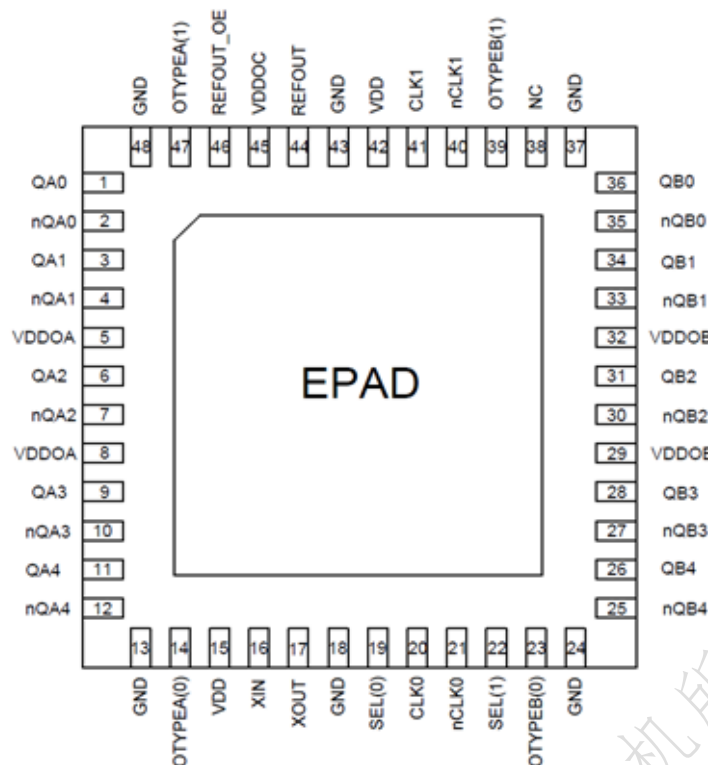 GND OTYPEA(1) REFOUT_OE VDDOC REFOUT GND VDD CLK1 nCLK1 OTYPEB(1) NC GND
48 47 46 45 44 43 42 41 40 39 38 37
QA0 1 36 QB0
nQA0 2 35 nQB0
QA1 3 34 QB1
nQA1 4 33 nQB1
VDDOA 5 32 VDDOB
QA2 6 31 QB2
EPAD
nQA2 7 30 nQB2
VDDOA 8 29 VDDOB
QA3 9 28 QB3
nQA3 10 27 nQB3
QA4 11 26 QB4
nQA4 12 25 nQB4
13 14 15 16 17 18 19 20 21 22 23 24
GND OTYPEA(0) VDD XIN XOUT GND SEL(0) CLK0 nCLK0 SEL(1) OTYPEB(0) GND
机所